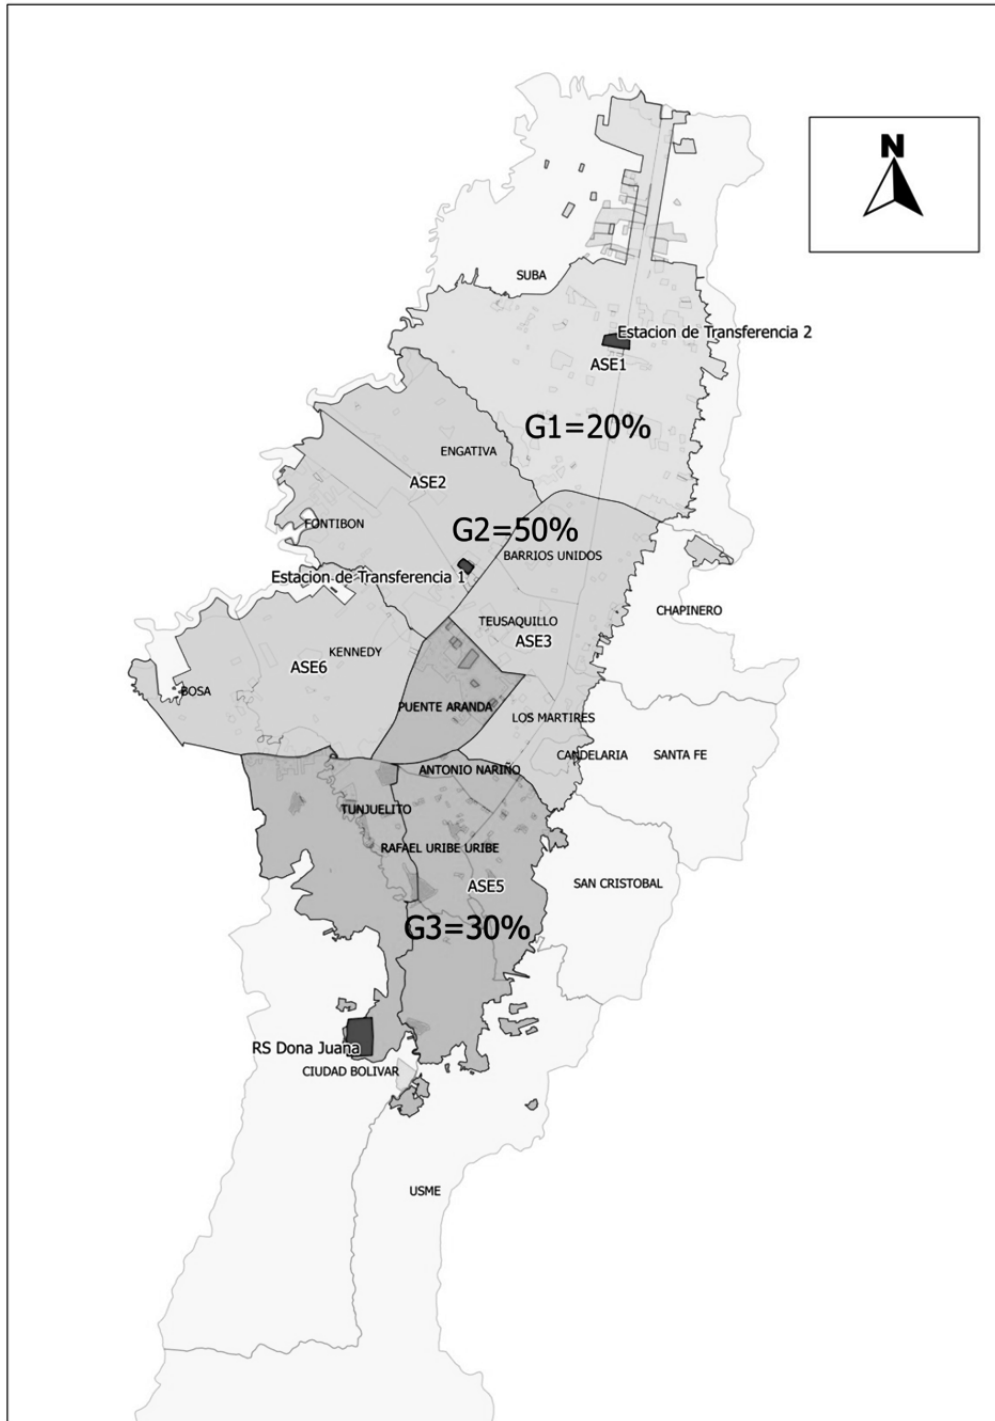 N
SUBA
Estacion de Transferencia 2
ASE1
G1=20%
ENGATIVA
ASE2
FONTIBON
G2=50%
BARRIOS UNIDOS
Estacion de Transferencia 1
CHAPINERO
TEUSAQUILLO
ASE3
KENNEDY
ASE6
BOSA
PUENTE ARANDA
LOS MARTIRES
CANDELARIA
SANTA FE
ANTONIO NARIÑO
TUNJUELITO
RAFAEL URIBE URIBE
SAN CRISTOBAL
ASE5
G3=30%
RS Dona Juana
CIUDAD BOLIVAR
USME